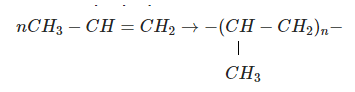 nCH₃ − CH = CH₂ → −(CH − CH₂)ₙ−
|
CH₃